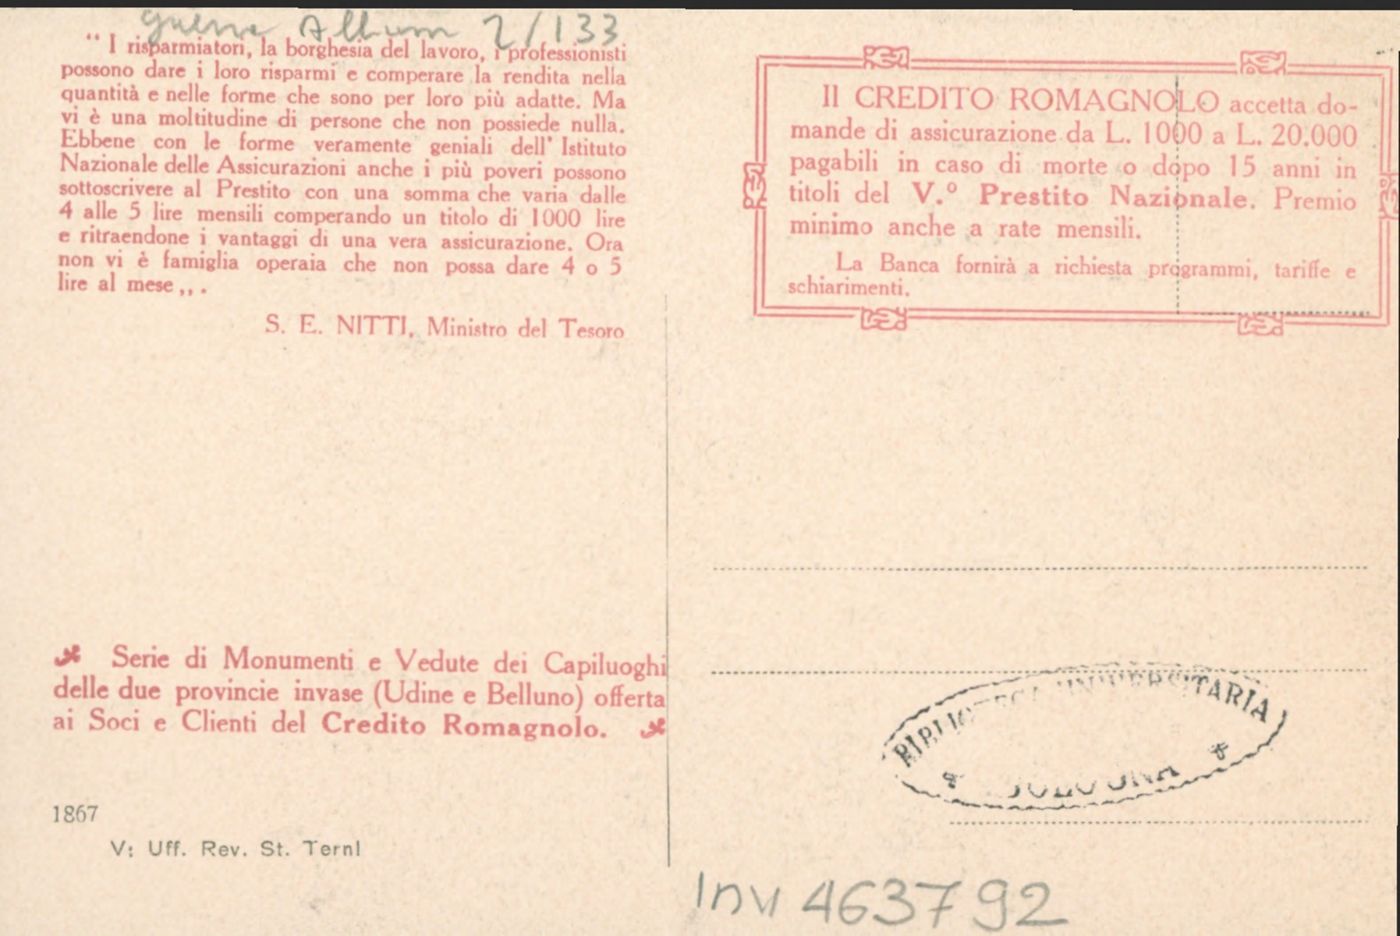 guerra Album 2/133
“ I risparmiatori, la borghesia del lavoro, i professionisti
possono dare i loro risparmi e comperare la rendita nella
quantità e nelle forme che sono per loro più adatte. Ma
vi è una moltitudine di persone che non possiede nulla.
Ebbene con le forme veramente geniali dell' Istituto
Nazionale delle Assicurazioni anche i più poveri possono
sottoscrivere al Prestito con una somma che varia dalle
4 alle 5 lire mensili comperando un titolo di 1000 lire
e ritraendone i vantaggi di una vera assicurazione. Ora
non vi è famiglia operaia che non possa dare 4 o 5
lire al mese ,, .
S. E. NITTI, Ministro del Tesoro
Serie di Monumenti e Vedute dei Capiluoghi
delle due provincie invase (Udine e Belluno) offerta
ai Soci e Clienti del Credito Romagnolo.
1867
V: Uff. Rev. St. Terni
Il CREDITO ROMAGNOLO accetta do-
mande di assicurazione da L. 1000 a L. 20.000
pagabili in caso di morte o dopo 15 anni in
titoli del V.º Prestito Nazionale. Premio
minimo anche a rate mensili.
La Banca fornirà a richiesta programmi, tariffe e
schiarimenti.
BIBLIOTECA UNIVERSITARIA
BOLOGNA
Inv 463792